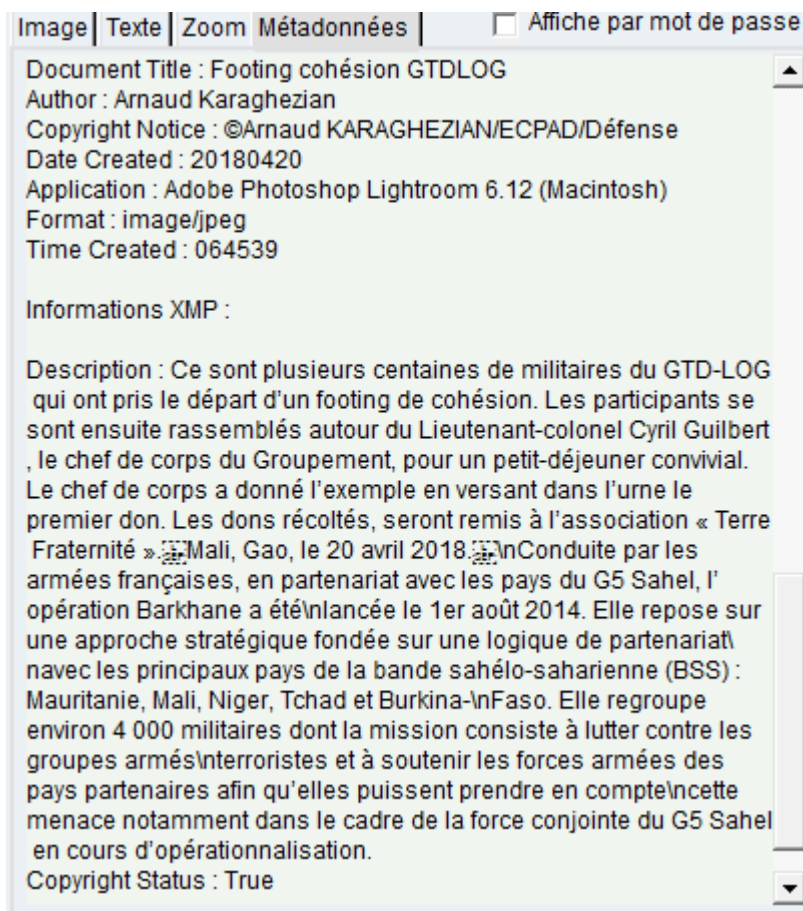 Image Texte Zoom Métadonnées Affiche par mot de passe
Document Title : Footing cohésion GTDLOG
Author : Arnaud Karaghezian
Copyright Notice : ©Arnaud KARAGHEZIAN/ECPAD/Défense
Date Created : 20180420
Application : Adobe Photoshop Lightroom 6.12 (Macintosh)
Format : image/jpeg
Time Created : 064539
Informations XMP :
Description : Ce sont plusieurs centaines de militaires du GTD-LOG
qui ont pris le départ d'un footing de cohésion. Les participants se
sont ensuite rassemblés autour du Lieutenant-colonel Cyril Guilbert
, le chef de corps du Groupement, pour un petit-déjeuner convivial.
Le chef de corps a donné l'exemple en versant dans l'urne le
premier don. Les dons récoltés, seront remis à l'association « Terre
Fraternité ».Mali, Gao, le 20 avril 2018.\nConduite par les
armées françaises, en partenariat avec les pays du G5 Sahel, l'
opération Barkhane a été\nlancée le 1er août 2014. Elle repose sur
une approche stratégique fondée sur une logique de partenariat\
navec les principaux pays de la bande sahélo-saharienne (BSS) :
Mauritanie, Mali, Niger, Tchad et Burkina-\nFaso. Elle regroupe
environ 4 000 militaires dont la mission consiste à lutter contre les
groupes armés\nterroristes et à soutenir les forces armées des
pays partenaires afin qu'elles puissent prendre en compte\ncette
menace notamment dans le cadre de la force conjointe du G5 Sahel
en cours d'opérationnalisation.
Copyright Status : True